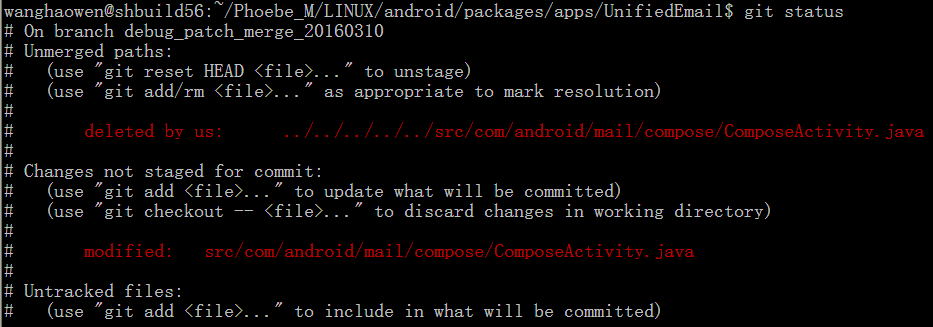 wanghaowen@shbuild56:~/Phoebe_M/LINUX/android/packages/apps/UnifiedEmail$ git status
# On branch debug_patch_merge_20160310
# Unmerged paths:
#   (use "git reset HEAD <file>..." to unstage)
#   (use "git add/rm <file>..." as appropriate to mark resolution)
#
#       deleted by us:      ../../../../../src/com/android/mail/compose/ComposeActivity.java
#
# Changes not staged for commit:
#   (use "git add <file>..." to update what will be committed)
#   (use "git checkout -- <file>..." to discard changes in working directory)
#
#       modified:   src/com/android/mail/compose/ComposeActivity.java
#
# Untracked files:
#   (use "git add <file>..." to include in what will be committed)